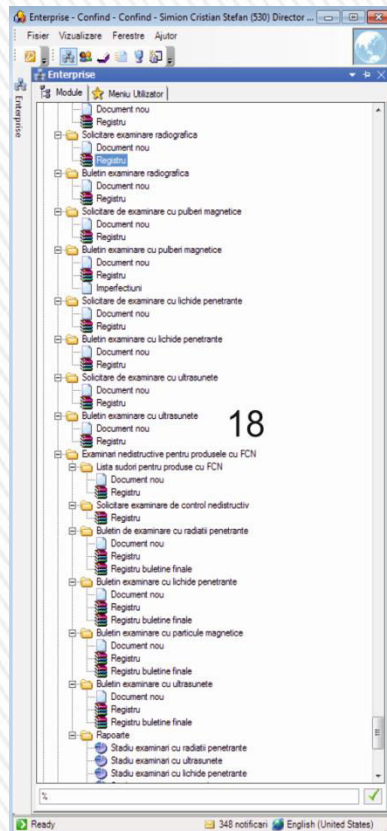 Enterprise - Confind - Confind - Simion Cristian Stefan (530) Director ...
Fisier Vizualizare Ferestre Ajutor
Enterprise
Enterprise
Module Meniu Utilizator
Document nou
Registru
Solicitare examinare radiografica
Document nou
Registru
Buletin examinare radiografica
Document nou
Registru
Solicitare de examinare cu pulberi magnetice
Document nou
Registru
Buletin examinare cu pulberi magnetice
Document nou
Registru
Imperfectiuni
Solicitare de examinare cu lichide penetrante
Document nou
Registru
Buletin examinare cu lichide penetrante
Document nou
Registru
Solicitare de examinare cu ultrasunete
Document nou
Registru
Buletin examinare cu ultrasunete
18
Document nou
Registru
Examinari nedistructive pentru produsele cu FCN
Lista sudori pentru produse cu FCN
Document nou
Registru
Solicitare examinare de control nedistructiv
Registru
Buletin de examinare cu radiatii penetrante
Document nou
Registru
Registru buletine finale
Buletin examinare cu lichide penetrante
Document nou
Registru
Registru buletine finale
Buletin examinare cu particule magnetice
Document nou
Registru
Registru buletine finale
Buletin examinare cu ultrasunete
Document nou
Registru
Registru buletine finale
Rapoarte
Stadiu examinari cu radiatii penetrante
Stadiu examinari cu ultrasunete
Stadiu examinari cu lichide penetrante
%
Ready 348 notificari English (United States)